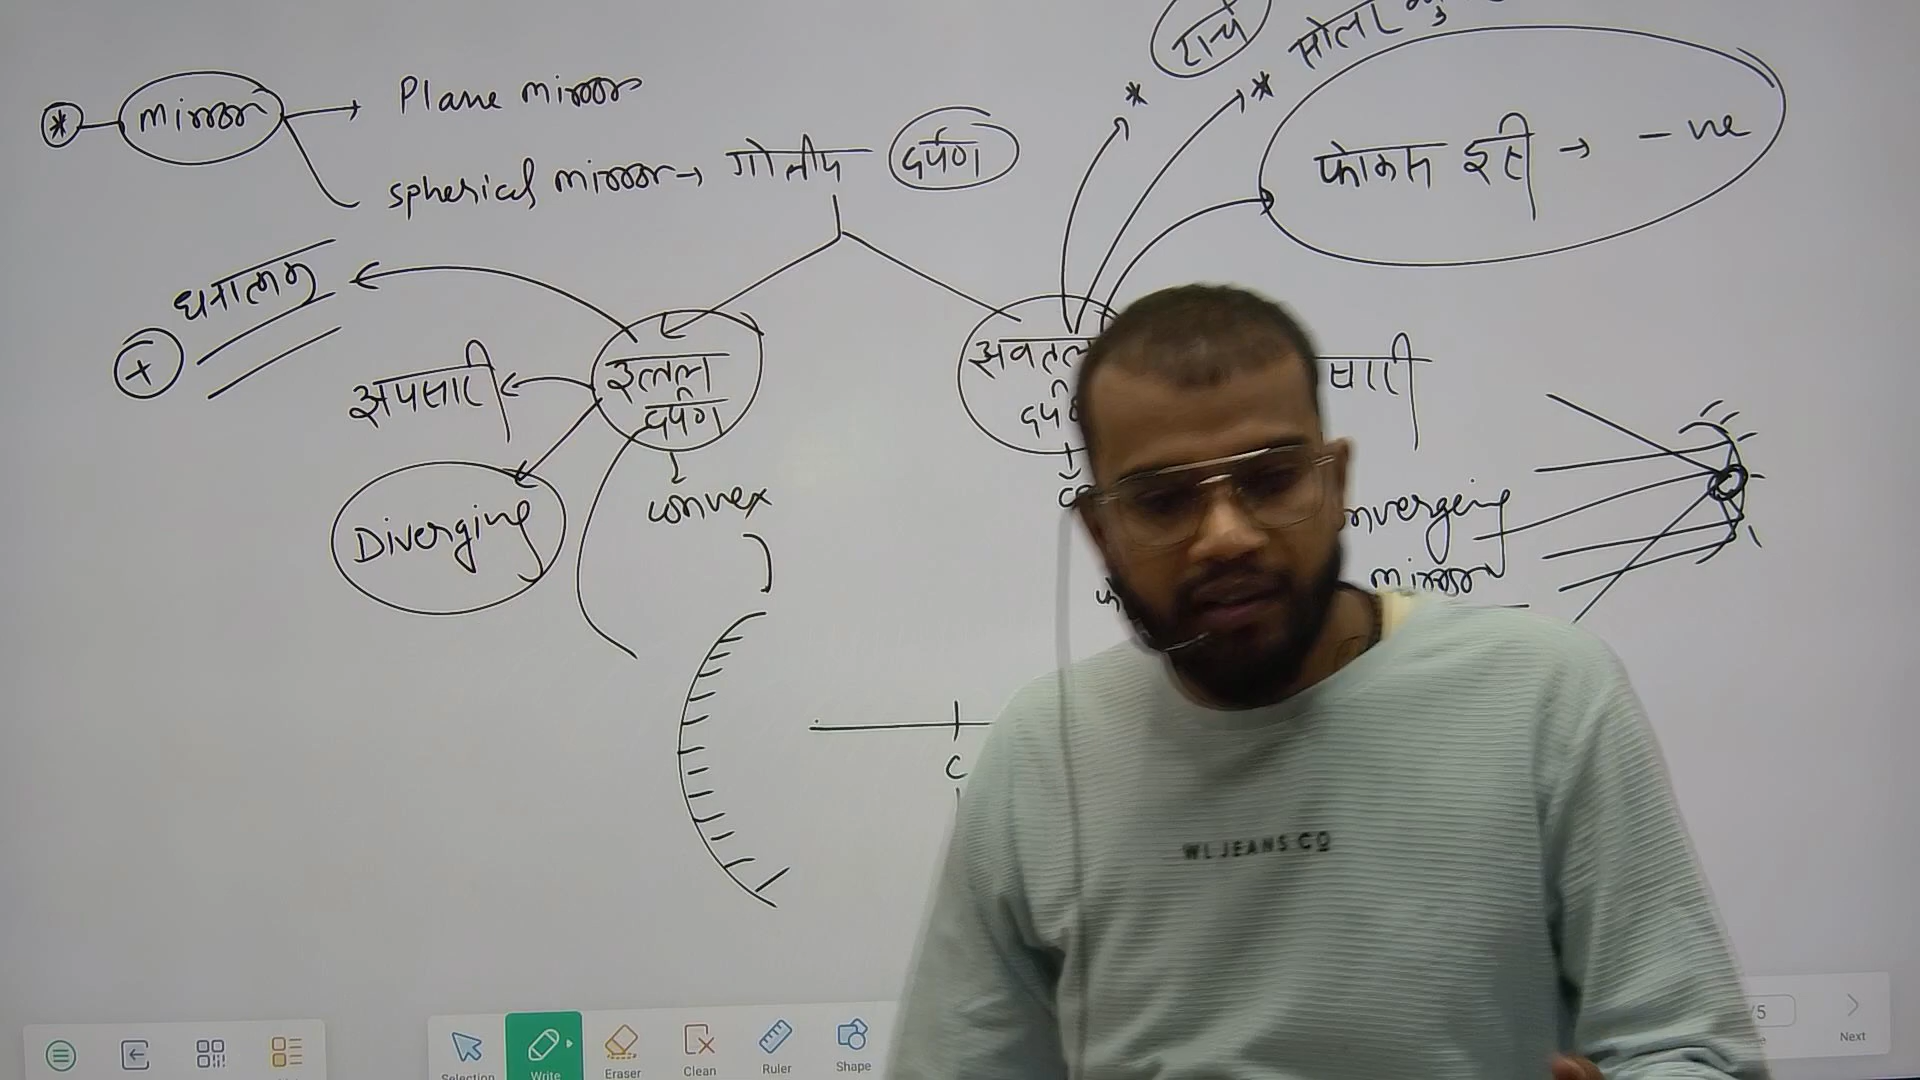 टार्च
* *
* mirror → Plane mirror
फोकस दूरी → -ve
spherical mirror → गोलीय दर्पण
धनात्मक
+
अपसारी
उत्तल
दर्पण
अवतल
सारी
convex
Diverging
nverging
mirror
C
WL JEANS CO
Selection
Write
Eraser
Clean
Ruler
Shape
/5
Next